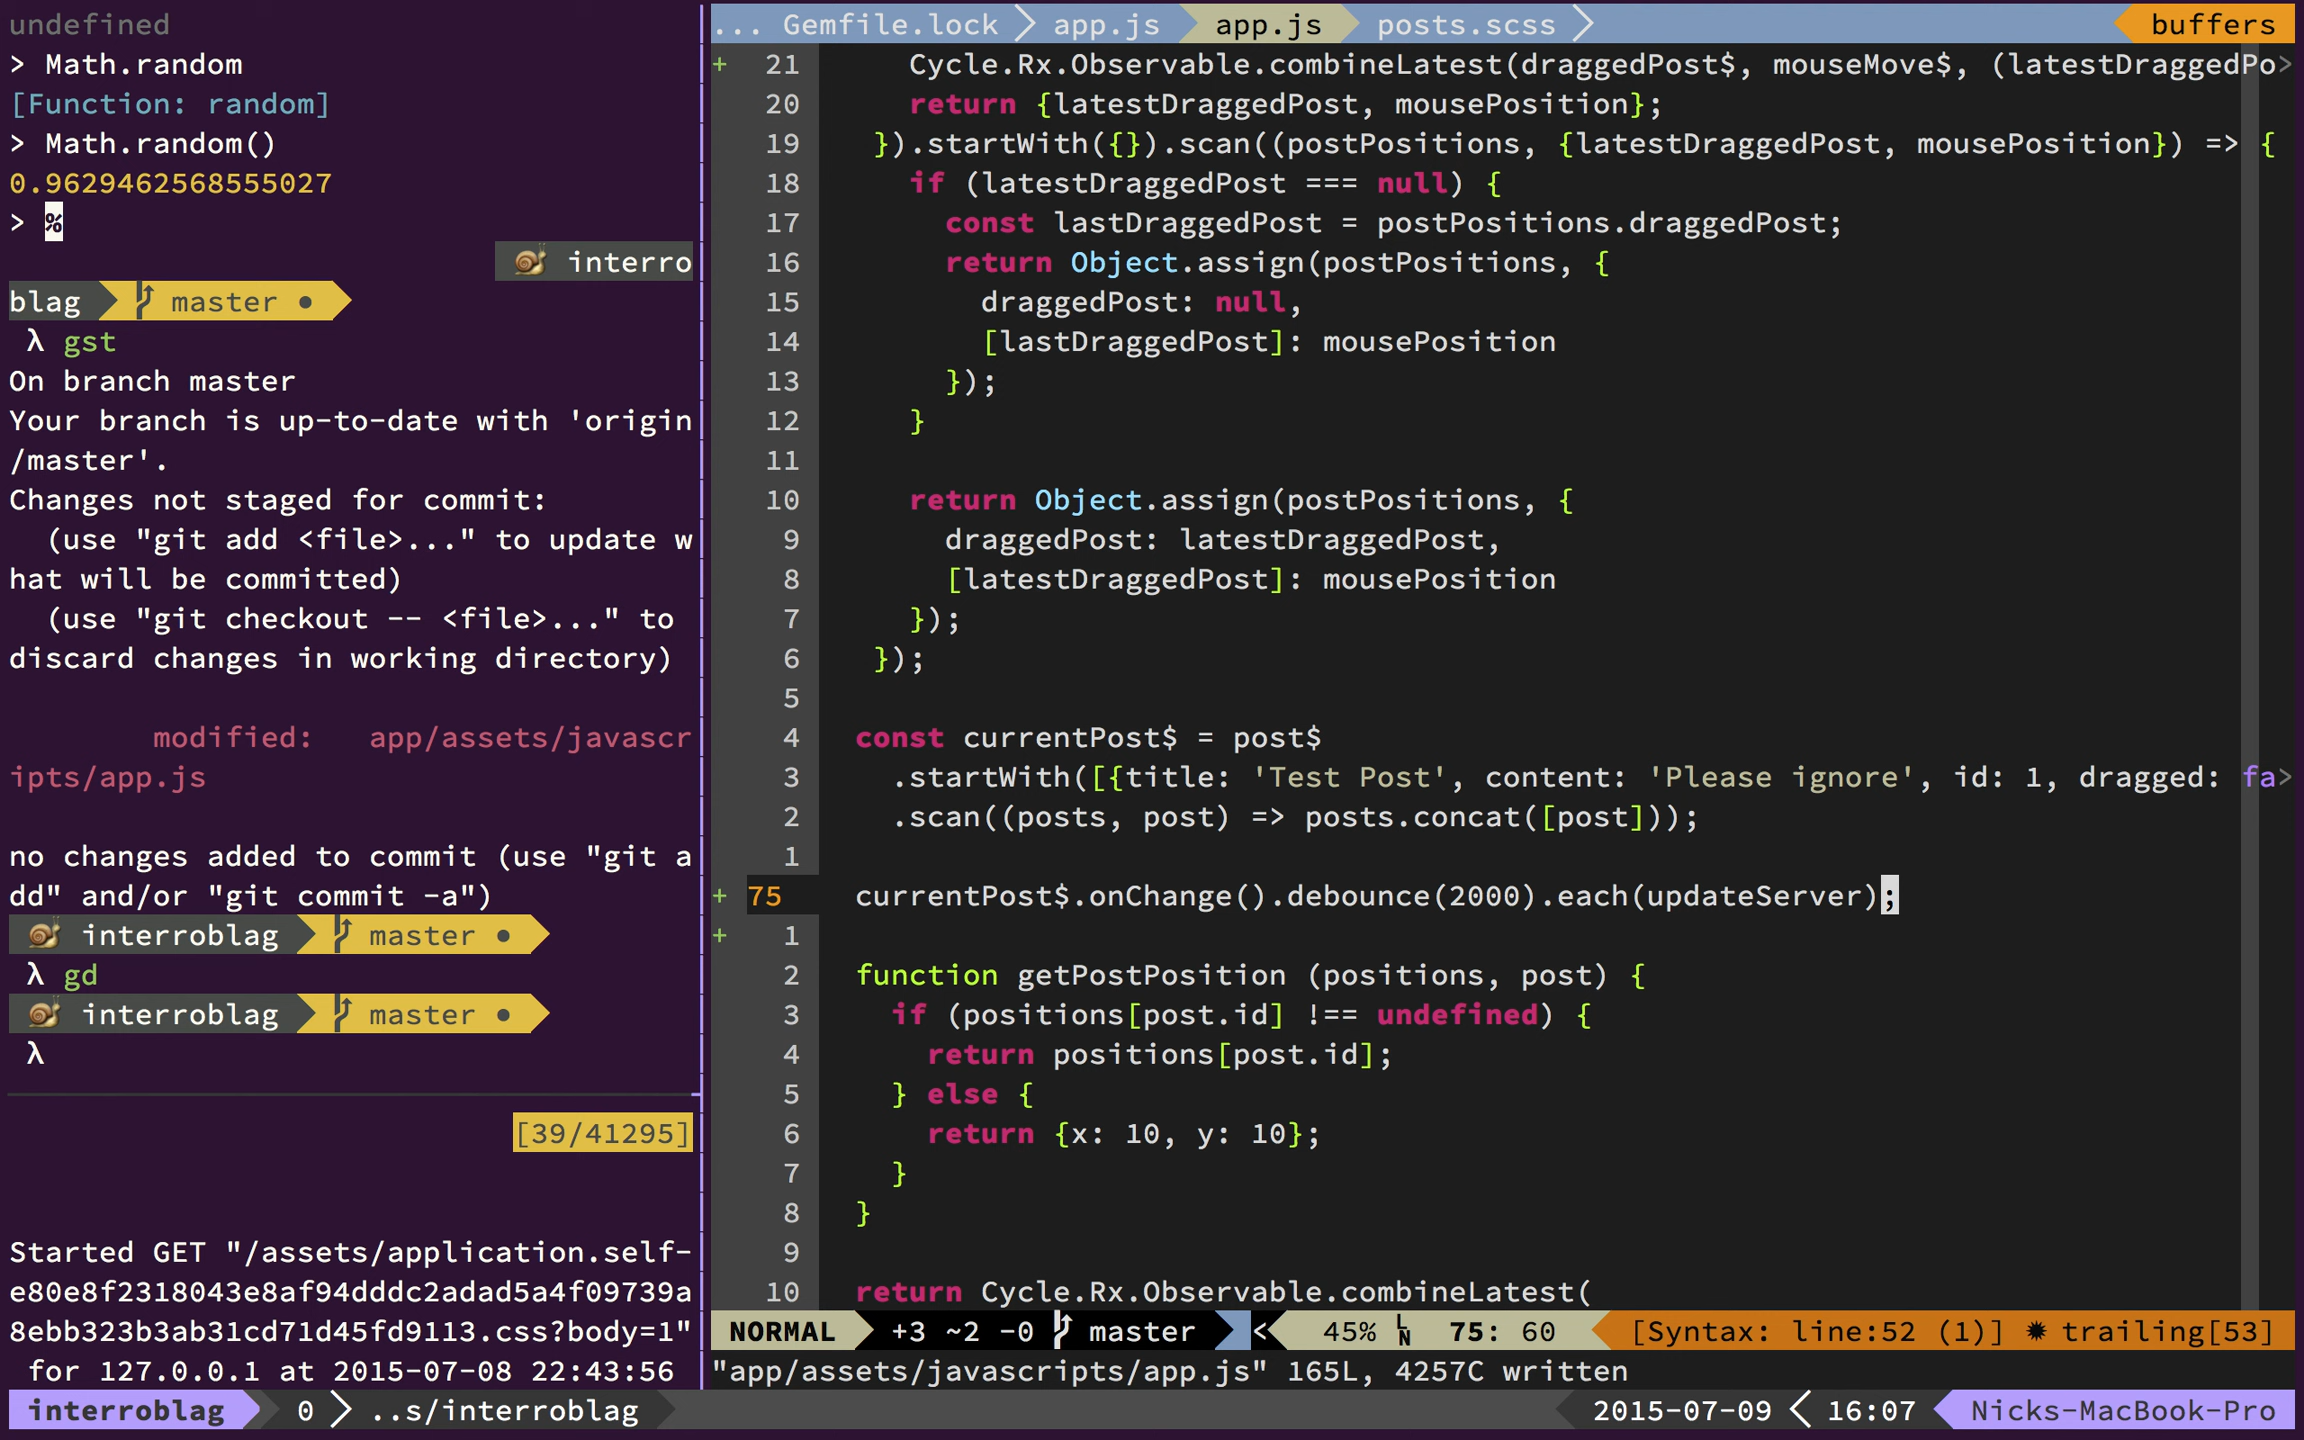 undefined
> Math.random
[Function: random]
> Math.random()
0.9629462568555027
> %
interro
blag master ●
λ gst
On branch master
Your branch is up-to-date with 'origin
/master'.
Changes not staged for commit:
(use "git add <file>..." to update w
hat will be committed)
(use "git checkout -- <file>..." to
discard changes in working directory)
modified:   app/assets/javascr
ipts/app.js
no changes added to commit (use "git a
dd" and/or "git commit -a")
interroblag master ●
λ gd
interroblag master ●
λ
[39/41295]
Started GET "/assets/application.self-
e80e8f2318043e8af94dddc2adad5a4f09739a
8ebb323b3ab31cd71d45fd9113.css?body=1"
for 127.0.0.1 at 2015-07-08 22:43:56
... Gemfile.lock app.js app.js posts.scss buffers
+ 21 Cycle.Rx.Observable.combineLatest(draggedPost$, mouseMove$, (latestDraggedPo>
20 return {latestDraggedPost, mousePosition};
19 }).startWith({}).scan((postPositions, {latestDraggedPost, mousePosition}) => {
18 if (latestDraggedPost === null) {
17 const lastDraggedPost = postPositions.draggedPost;
16 return Object.assign(postPositions, {
15 draggedPost: null,
14 [lastDraggedPost]: mousePosition
13 });
12 }
11
10 return Object.assign(postPositions, {
9 draggedPost: latestDraggedPost,
8 [latestDraggedPost]: mousePosition
7 });
6 });
5
4 const currentPost$ = post$
3 .startWith([{title: 'Test Post', content: 'Please ignore', id: 1, dragged: fa>
2 .scan((posts, post) => posts.concat([post]));
1
+ 75 currentPost$.onChange().debounce(2000).each(updateServer);
+ 1
2 function getPostPosition (positions, post) {
3 if (positions[post.id] !== undefined) {
4 return positions[post.id];
5 } else {
6 return {x: 10, y: 10};
7 }
8 }
9
10 return Cycle.Rx.Observable.combineLatest(
NORMAL +3 ~2 -0 master < 45% LN 75: 60 [Syntax: line:52 (1)] ✹ trailing[53]
"app/assets/javascripts/app.js" 165L, 4257C written
interroblag 0 ..s/interroblag 2015-07-09 16:07 Nicks-MacBook-Pro